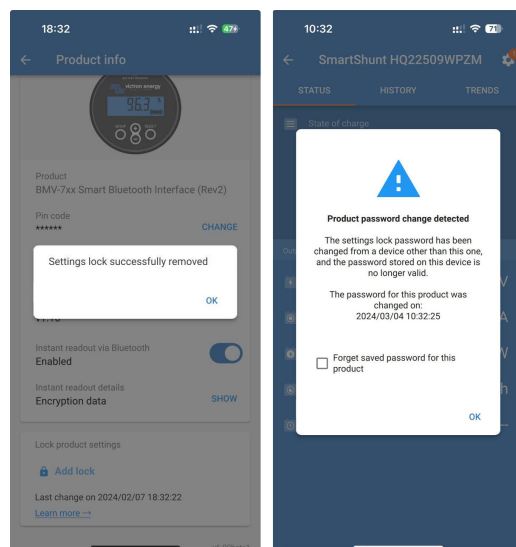 18:32
47
Product info
victron energy
96.3
Product
BMV-7xx Smart Bluetooth Interface
(Rev2)
Pin code
******
CHANGE
Settings lock successfully removed
OK
Instant readout via Bluetooth
Enabled
Instant readout details
Encryption data
SHOW
Lock product settings
Add lock
Last change on 2024/02/07 18:32:22
Learn more →
10:32
71
SmartShunt HQ22509WPZM
STATUS
HISTORY
TRENDS
State of charge
Product password change detected
The settings lock password has been
changed from a device other than this one,
and the password stored on this device is
no longer valid.
The password for this product was
changed on:
2024/03/04 10:32:25
Forget saved password for this
product
OK
V
A
W
h